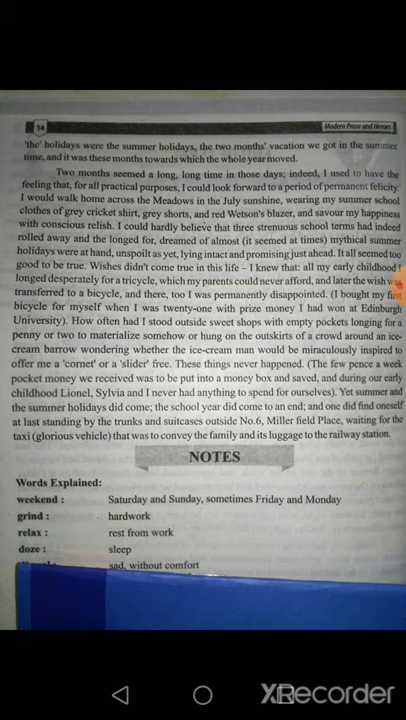 14
Modern Prose and Heroes
'the' holidays were the summer holidays, the two months' vacation we got in the summer
time, and it was these months towards which the whole year moved.
Two months seemed a long, long time in those days; indeed, I used to have the
feeling that, for all practical purposes, I could look forward to a period of permanent felicity.
I would walk home across the Meadows in the July sunshine, wearing my summer school
clothes of grey cricket shirt, grey shorts, and red Wetson's blazer, and savour my happiness
with conscious relish. I could hardly believe that three strenuous school terms had indeed
rolled away and the longed for, dreamed of almost (it seemed at times) mythical summer
holidays were at hand, unspoilt as yet, lying intact and promising just ahead. It all seemed too
good to be true. Wishes didn't come true in this life – I knew that: all my early childhood I
longed desperately for a tricycle, which my parents could never afford, and later the wish
transferred to a bicycle, and there, too I was permanently disappointed. (I bought my first
bicycle for myself when I was twenty-one with prize money I had won at Edinburgh
University). How often had I stood outside sweet shops with empty pockets longing for a
penny or two to materialize somehow or hung on the outskirts of a crowd around an ice-
cream barrow wondering whether the ice-cream man would be miraculously inspired to
offer me a 'cornet' or a 'slider' free. These things never happened. (The few pence a week
pocket money we received was to be put into a money box and saved, and during our early
childhood Lionel, Sylvia and I never had anything to spend for ourselves). Yet summer and
the summer holidays did come; the school year did come to an end; and one did find oneself
at last standing by the trunks and suitcases outside No.6, Miller field Place, waiting for the
taxi (glorious vehicle) that was to convey the family and its luggage to the railway station.
NOTES
Words Explained:
weekend : Saturday and Sunday, sometimes Friday and Monday
grind : hardwork
relax : rest from work
doze : sleep
sad, without comfort
XRecorder